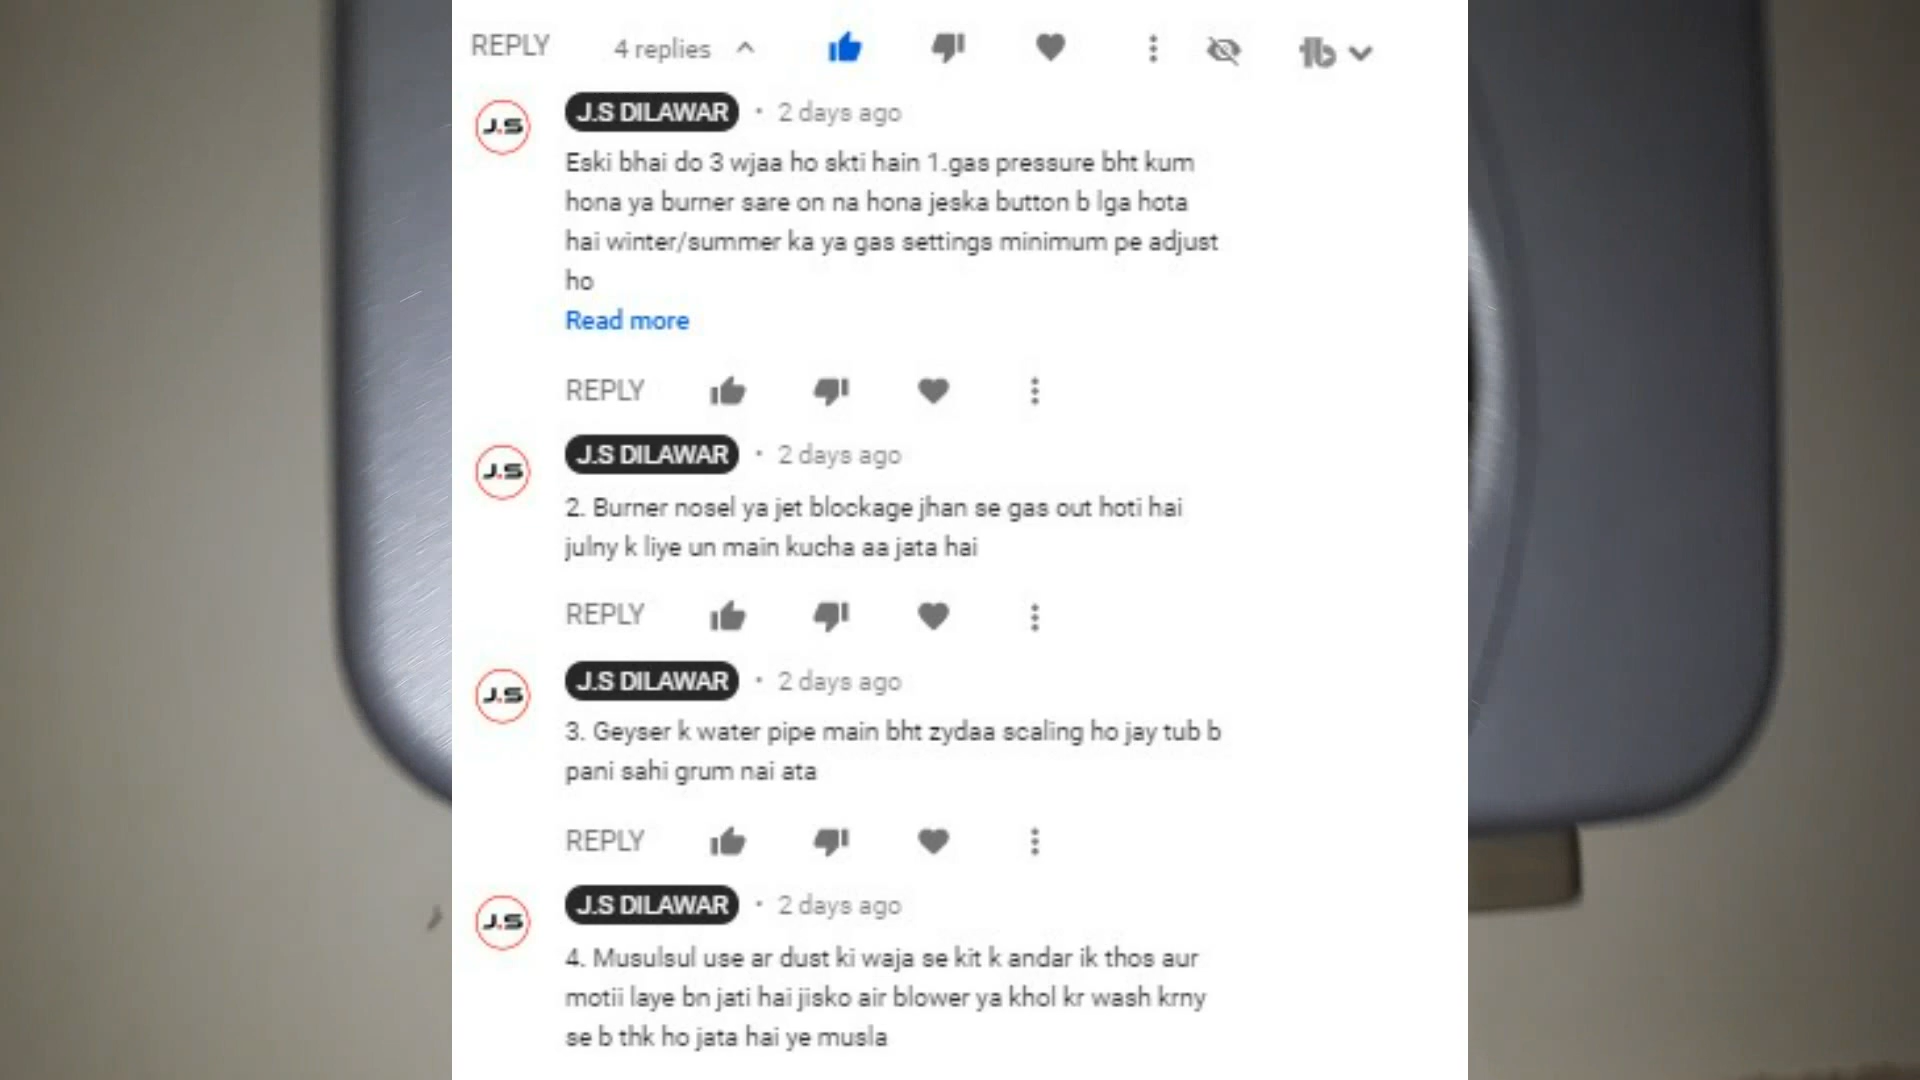 REPLY 4 replies
J.S J.S DILAWAR • 2 days ago
Eski bhai do 3 wjaa ho skti hain 1.gas pressure bht kum
hona ya burner sare on na hona jeska button b lga hota
hai winter/summer ka ya gas settings minimum pe adjust
ho
Read more
REPLY
J.S J.S DILAWAR • 2 days ago
2. Burner nosel ya jet blockage jhan se gas out hoti hai
julny k liye un main kucha aa jata hai
REPLY
J.S J.S DILAWAR • 2 days ago
3. Geyser k water pipe main bht zydaa scaling ho jay tub b
pani sahi grum nai ata
REPLY
J.S J.S DILAWAR • 2 days ago
4. Musulsul use ar dust ki waja se kit k andar ik thos aur
motii laye bn jati hai jisko air blower ya khol kr wash krny
se b thk ho jata hai ye musla